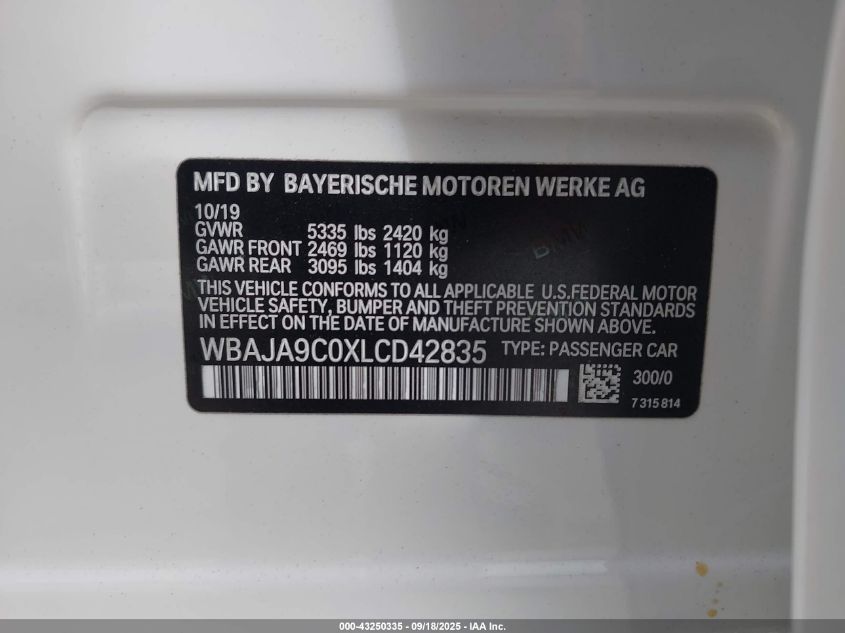 MFD BY BAYERISCHE MOTOREN WERKE AG
10/19
GVWR 5335 lbs 2420 kg
GAWR FRONT 2469 lbs 1120 kg
GAWR REAR 3095 lbs 1404 kg
THIS VEHICLE CONFORMS TO ALL APPLICABLE U.S.FEDERAL MOTOR
VEHICLE SAFETY, BUMPER AND THEFT PREVENTION STANDARDS
IN EFFECT ON THE DATE OF MANUFACTURE SHOWN ABOVE.
WBAJA9C0XLCD42835 TYPE: PASSENGER CAR
300/0
7 315 814
BMW
000-43250335 - 09/18/2025 - IAA Inc.